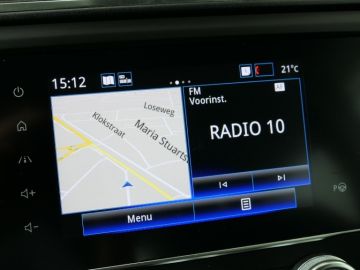 15:12
21°C
Loseweg
Klokstraat
Maria Stuarts
FM
Voorinst.
RADIO 10
Menu
P